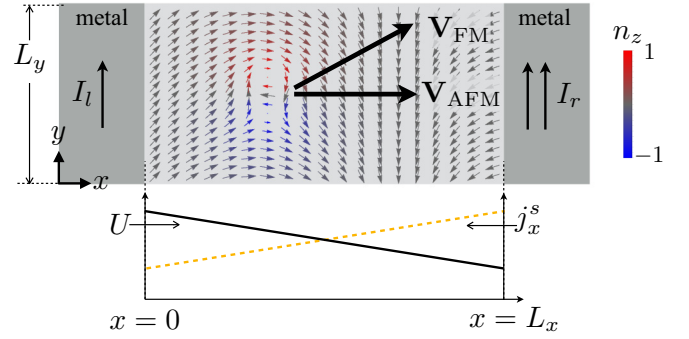 metal
metal
n_z
L_y
V_FM
1
I_l
V_AFM
I_r
y
x
−1
U
j_x^s
x = 0
x = L_x